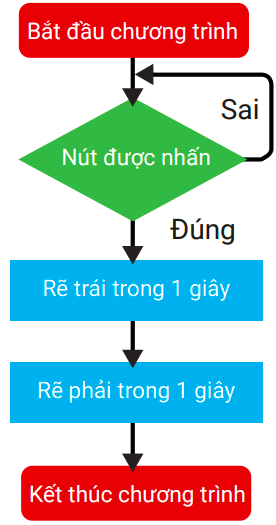 Bắt đầu chương trình
Sai
Nút được nhấn
Đúng
Rẽ trái trong 1 giây
Rẽ phải trong 1 giây
Kết thúc chương trình